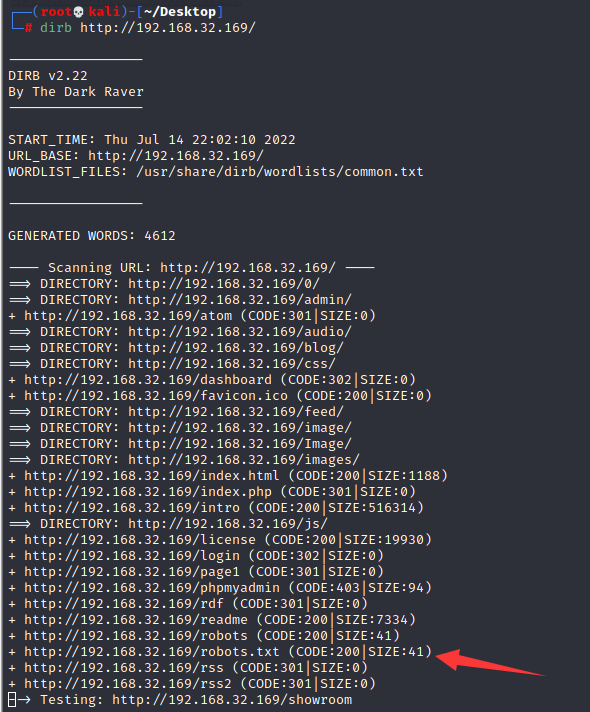 ┌──(root💀kali)-[~/Desktop]
└─# dirb http://192.168.32.169/
-----------------
DIRB v2.22
By The Dark Raver
-----------------
START_TIME: Thu Jul 14 22:02:10 2022
URL_BASE: http://192.168.32.169/
WORDLIST_FILES: /usr/share/dirb/wordlists/common.txt
-----------------
GENERATED WORDS: 4612
---- Scanning URL: http://192.168.32.169/ ----
==> DIRECTORY: http://192.168.32.169/0/
==> DIRECTORY: http://192.168.32.169/admin/
+ http://192.168.32.169/atom (CODE:301|SIZE:0)
==> DIRECTORY: http://192.168.32.169/audio/
==> DIRECTORY: http://192.168.32.169/blog/
==> DIRECTORY: http://192.168.32.169/css/
+ http://192.168.32.169/dashboard (CODE:302|SIZE:0)
+ http://192.168.32.169/favicon.ico (CODE:200|SIZE:0)
==> DIRECTORY: http://192.168.32.169/feed/
==> DIRECTORY: http://192.168.32.169/image/
==> DIRECTORY: http://192.168.32.169/Image/
==> DIRECTORY: http://192.168.32.169/images/
+ http://192.168.32.169/index.html (CODE:200|SIZE:1188)
+ http://192.168.32.169/index.php (CODE:301|SIZE:0)
+ http://192.168.32.169/intro (CODE:200|SIZE:516314)
==> DIRECTORY: http://192.168.32.169/js/
+ http://192.168.32.169/license (CODE:200|SIZE:19930)
+ http://192.168.32.169/login (CODE:302|SIZE:0)
+ http://192.168.32.169/page1 (CODE:301|SIZE:0)
+ http://192.168.32.169/phpmyadmin (CODE:403|SIZE:94)
+ http://192.168.32.169/rdf (CODE:301|SIZE:0)
+ http://192.168.32.169/readme (CODE:200|SIZE:7334)
+ http://192.168.32.169/robots (CODE:200|SIZE:41)
+ http://192.168.32.169/robots.txt (CODE:200|SIZE:41)
+ http://192.168.32.169/rss (CODE:301|SIZE:0)
+ http://192.168.32.169/rss2 (CODE:301|SIZE:0)
--> Testing: http://192.168.32.169/showroom